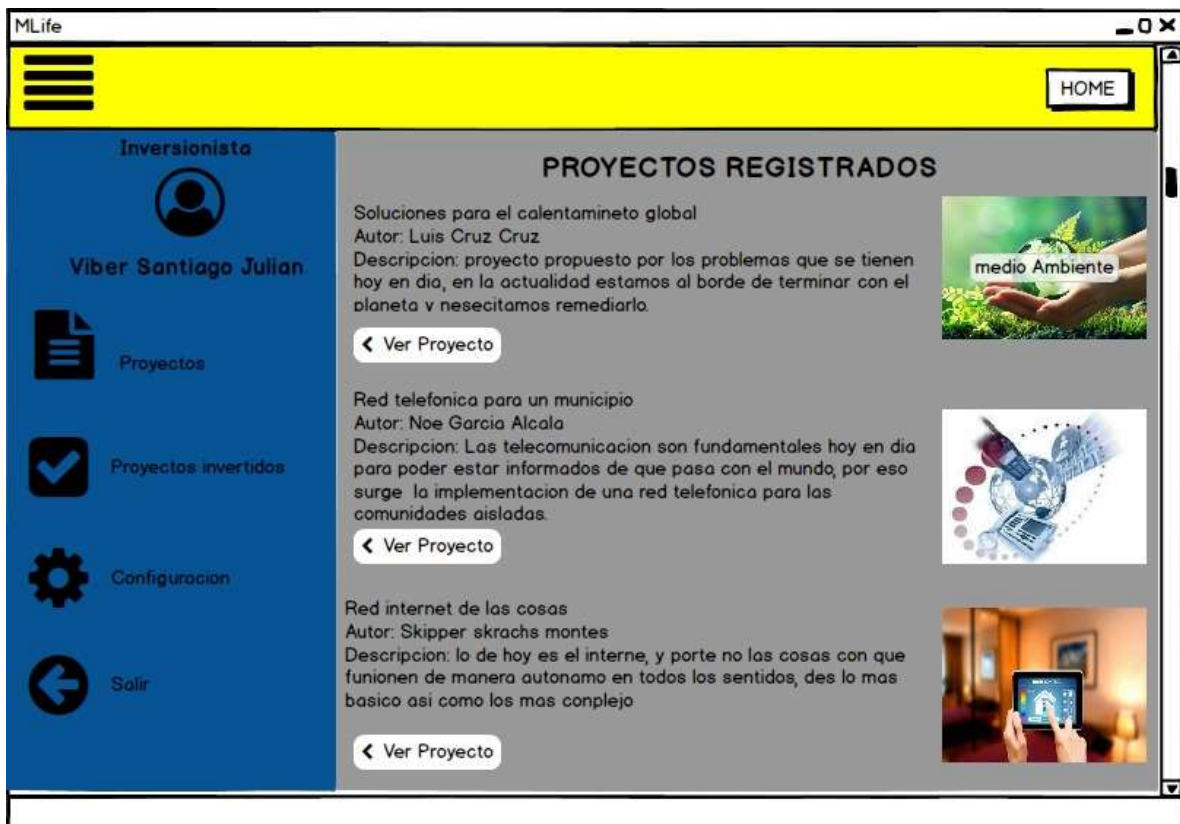 MLife
HOME
Inversionista
Viber Santiago Julian
Proyectos
Proyectos invertidos
Configuracion
Salir
PROYECTOS REGISTRADOS
Soluciones para el calentamineto global
Autor: Luis Cruz Cruz
Descripcion: proyecto propuesto por los problemas que se tienen
hoy en dia, en la actualidad estamos al borde de terminar con el
planeta y nesecitamos remediarlo.
Ver Proyecto
medio Ambiente
Red telefonica para un municipio
Autor: Noe Garcia Alcala
Descripcion: Las telecomunicacion son fundamentales hoy en dia
para poder estar informados de que pasa con el mundo, por eso
surge la implementacion de una red telefonica para las
comunidades aisladas.
Ver Proyecto
Red internet de las cosas
Autor: Skipper skrachs montes
Descripcion: lo de hoy es el interne, y porte no las cosas con que
funionen de manera autonamo en todos los sentidos, des lo mas
basico asi como los mas conplejo
Ver Proyecto